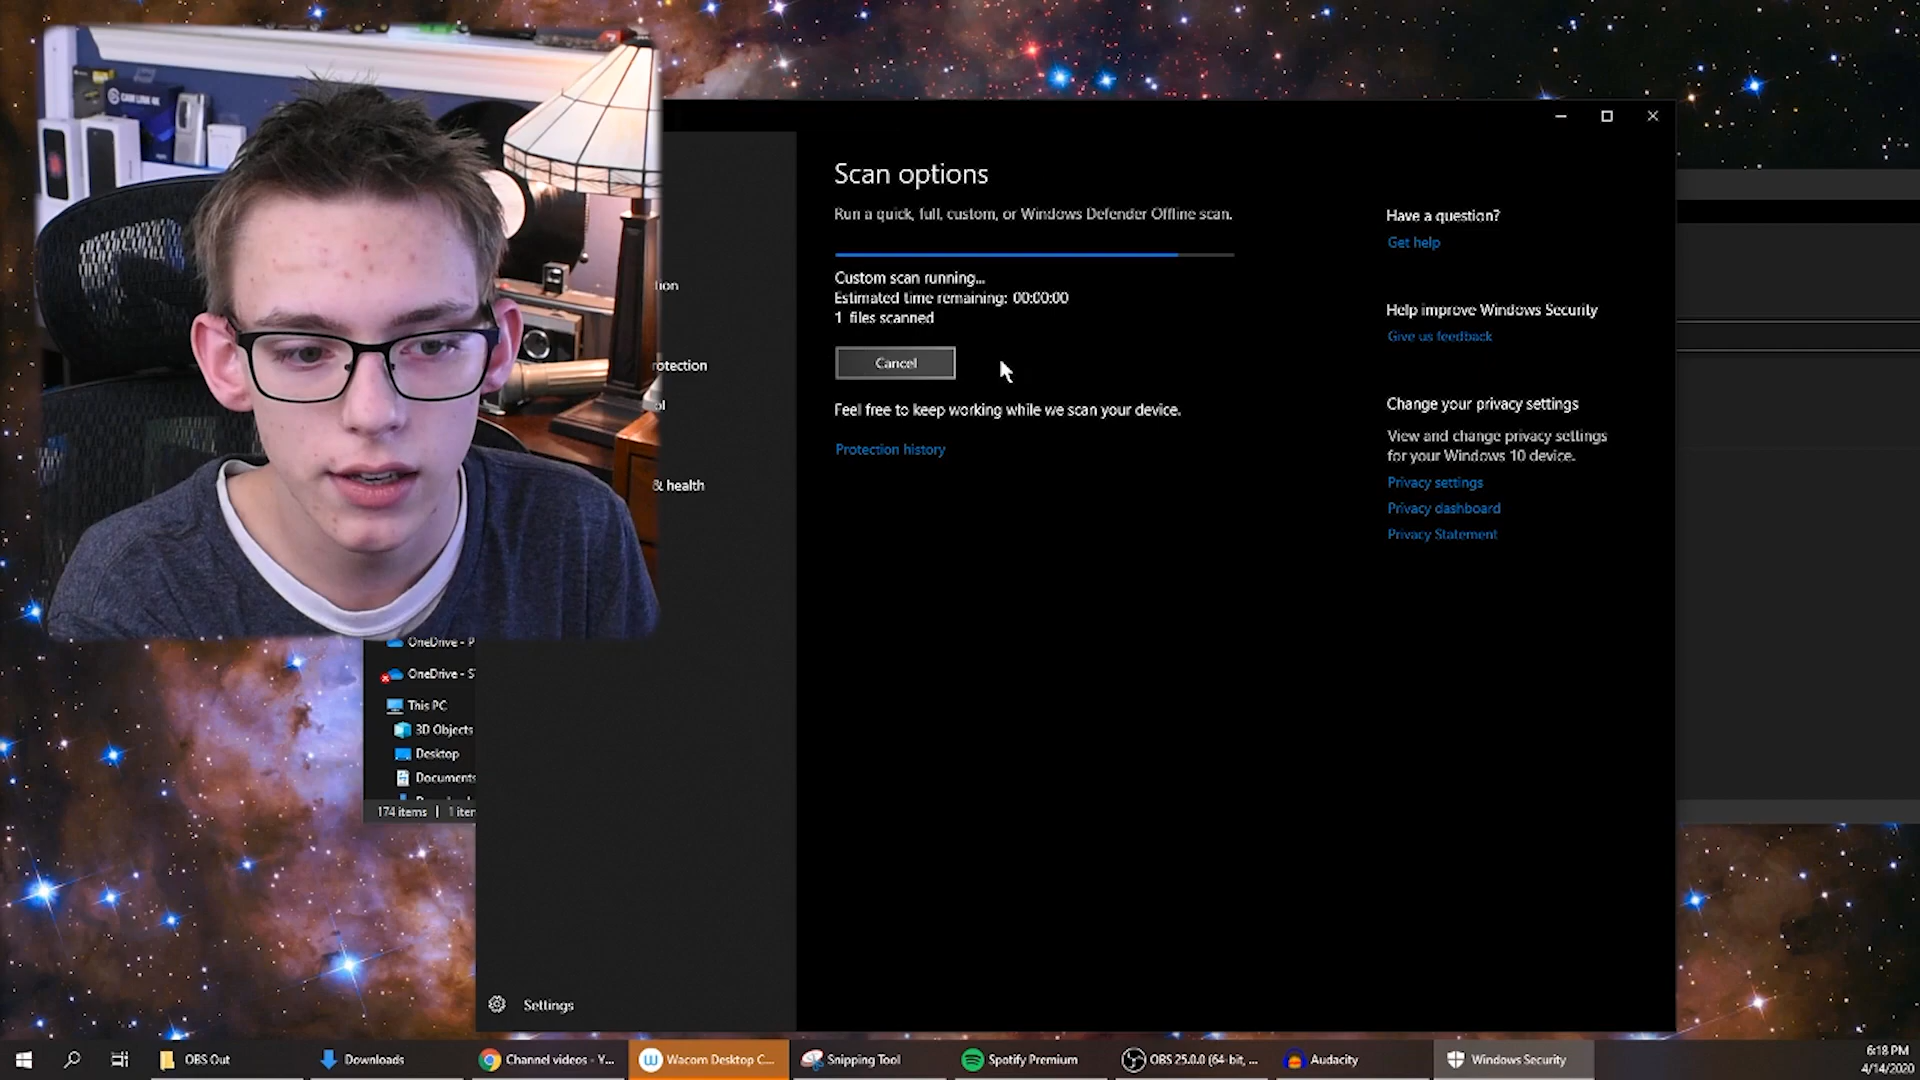 CAM LINK 4K
Scan options
Run a quick, full, custom, or Windows Defender Offline scan.
Custom scan running...
Estimated time remaining: 00:00:00
1 files scanned
Cancel
Feel free to keep working while we scan your device.
Protection history
Have a question?
Get help
Help improve Windows Security
Give us feedback
Change your privacy settings
View and change privacy settings
for your Windows 10 device.
Privacy settings
Privacy dashboard
Privacy Statement
tion
rotection
ol
& health
OneDrive - P
OneDrive - S
This PC
3D Objects
Desktop
Documents
174 items
1 iten
Settings
OBS Out
Downloads
Channel videos - Y...
Wacom Desktop C...
Snipping Tool
Spotify Premium
OBS 25.0.0 (64-bit, ...
Audacity
Windows Security
6:18 PM
4/14/2020